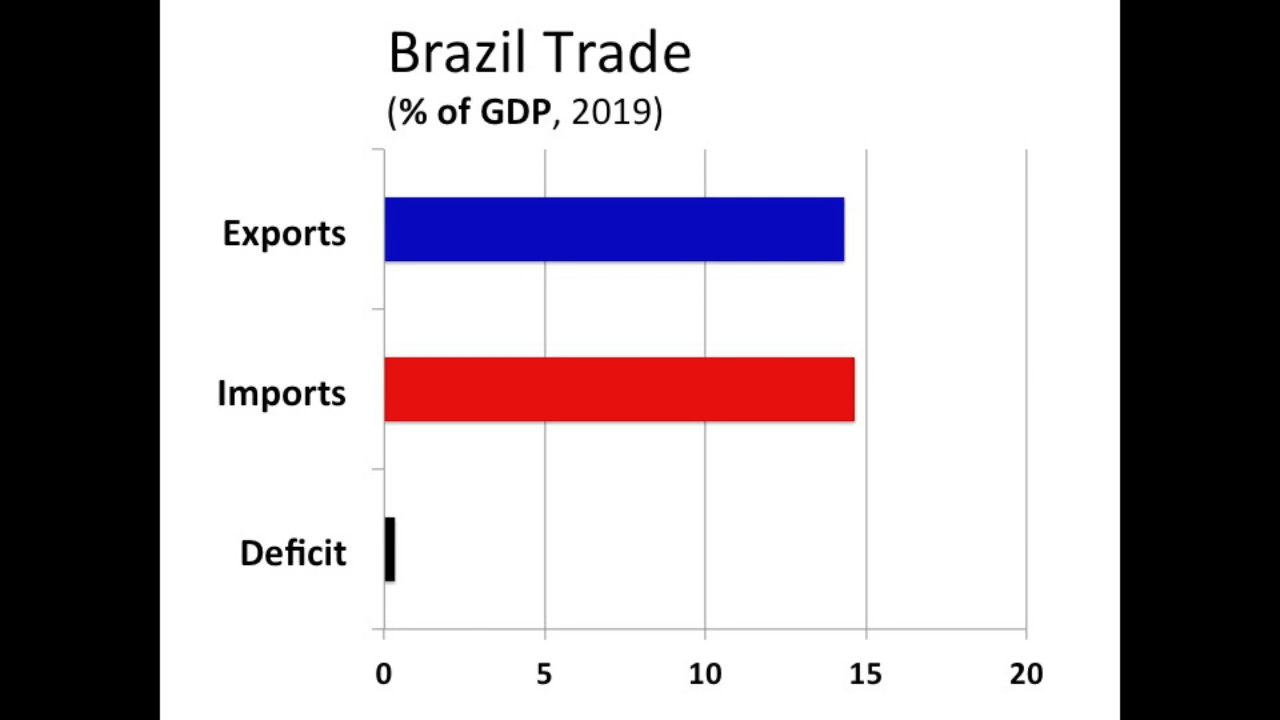 Brazil Trade
(% of GDP, 2019)
Exports
Imports
Deficit
0 5 10 15 20